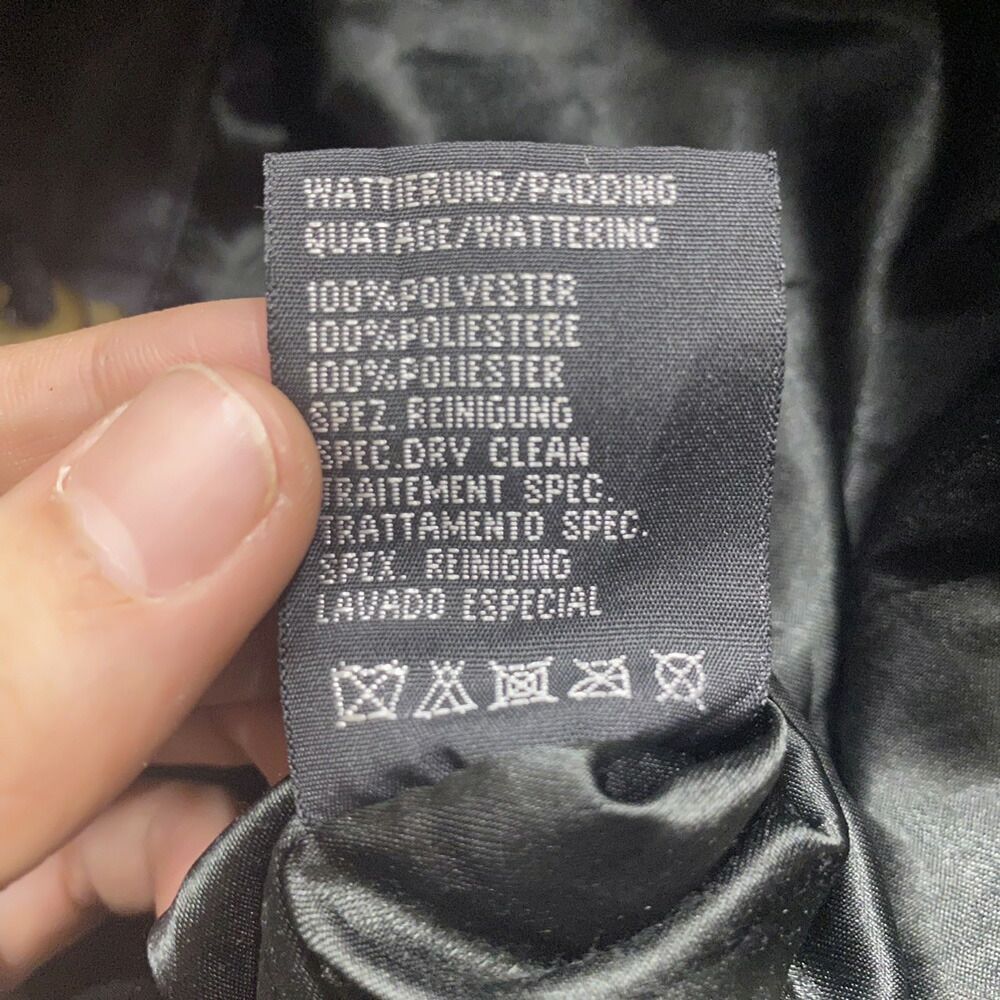 WATTIERUNG/PADDING
QUATAGE/WATTERING
100%POLYESTER
100%POLIESTERE
100%POLIESTER
SPEZ. REINIGUNG
SPEC.DRY CLEAN
TRAITEMENT SPEC.
TRATTAMENTO SPEC.
SPEX. REINIGING
LAVADO ESPECIAL